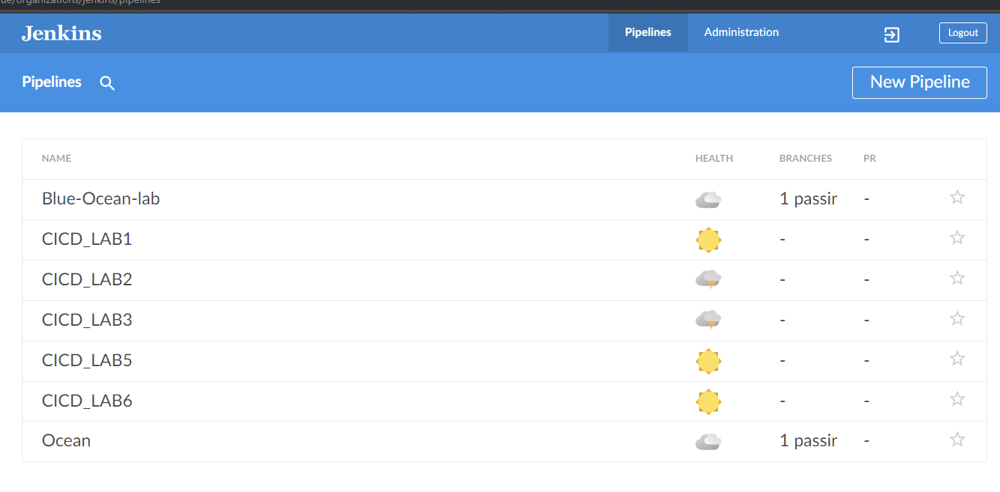 ue/organizations/jenkins/pipelines
Jenkins Pipelines Administration Logout
Pipelines New Pipeline
NAME HEALTH BRANCHES PR
Blue-Ocean-lab 1 passir -
CICD_LAB1 - -
CICD_LAB2 - -
CICD_LAB3 - -
CICD_LAB5 - -
CICD_LAB6 - -
Ocean 1 passir -